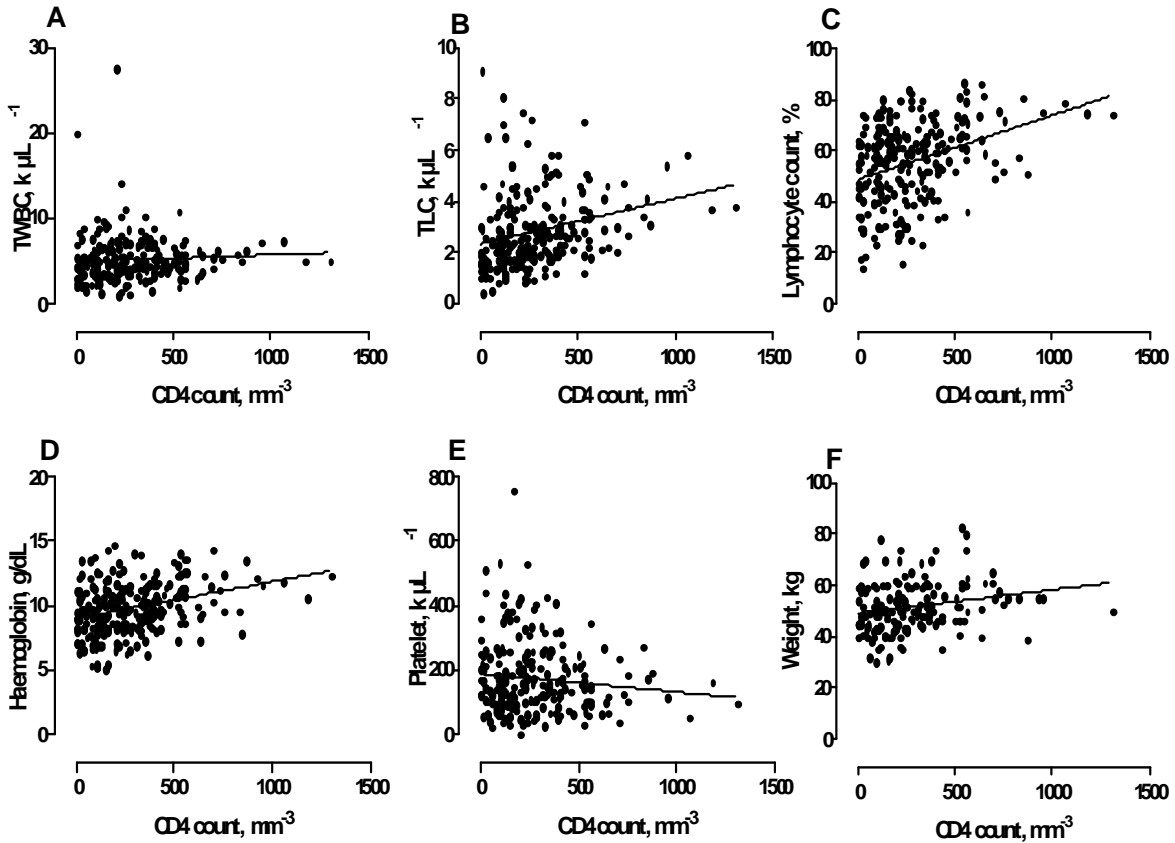 A
TWBC, k µL -1
30
20
10
0
0 500 1000 1500
CD4 count, mm-3
B
TLC, k µL -1
10
8
6
4
2
0
0 500 1000 1500
CD4 count, mm-3
C
Lymphocyte count, %
100
80
60
40
20
0
0 500 1000 1500
CD4 count, mm-3
D
Haemoglobin, g/dL
20
15
10
5
0
0 500 1000 1500
CD4 count, mm-3
E
Platelet, k µL -1
800
600
400
200
0
0 500 1000 1500
CD4 count, mm-3
F
Weight, kg
100
80
60
40
20
0
0 500 1000 1500
CD4 count, mm-3